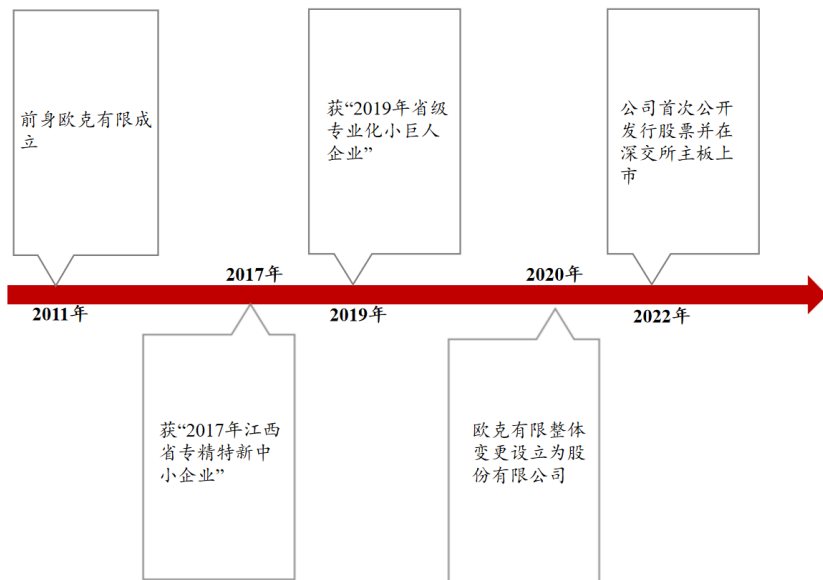 前身欧克有限成
立
获“2019年省级
专业化小巨人
企业”
公司首次公开
发行股票并在
深交所主板上
市
2017年
2020年
2011年
2019年
2022年
获“2017年江西
省专精特新中
小企业”
欧克有限整体
变更设立为股
份有限公司